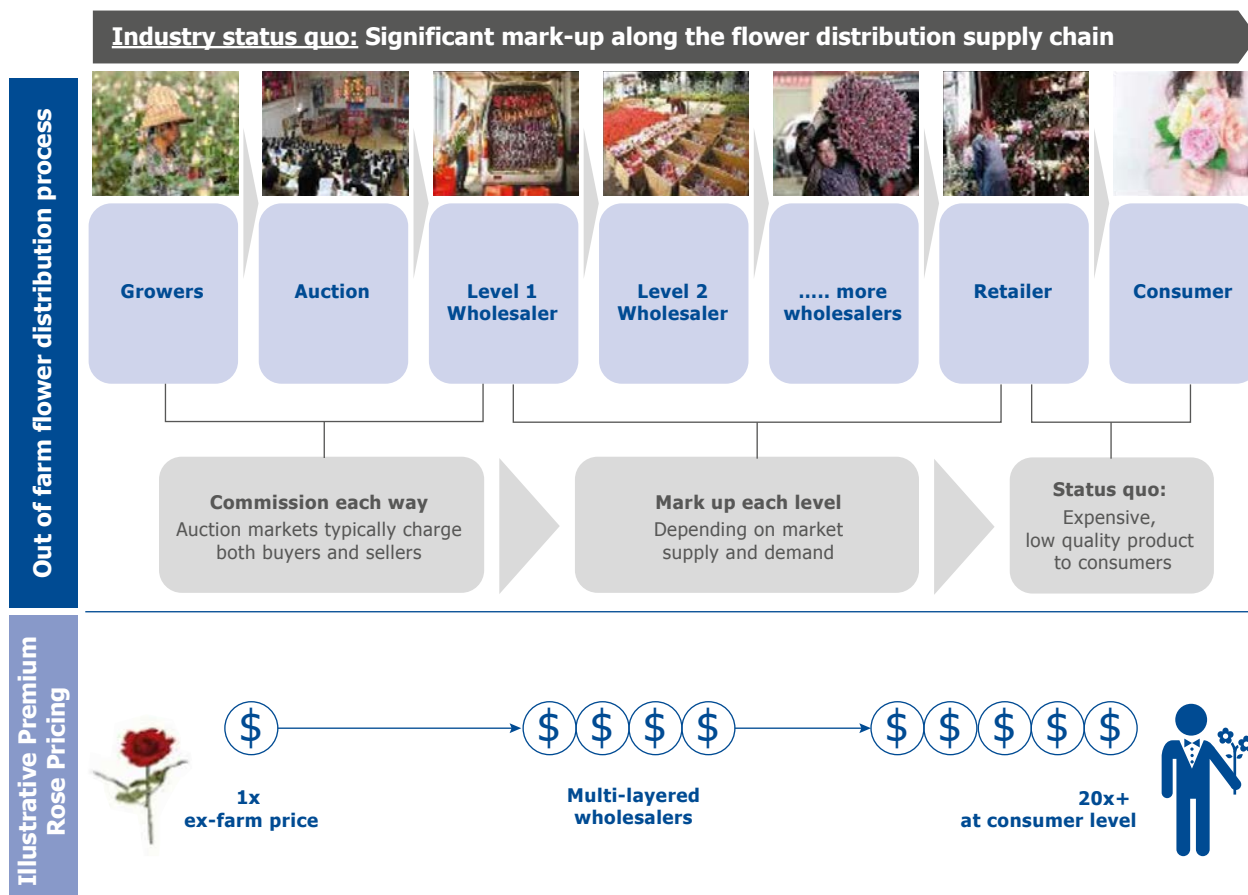 Industry status quo: Significant mark-up along the flower distribution supply chain
Out of farm flower distribution process
Growers
Auction
Level 1
Wholesaler
Level 2
Wholesaler
..... more
wholesalers
Retailer
Consumer
Commission each way
Auction markets typically charge
both buyers and sellers
Mark up each level
Depending on market
supply and demand
Status quo:
Expensive,
low quality product
to consumers
Illustrative Premium
Rose Pricing
$
$ $ $ $
$ $ $ $ $
1x
ex-farm price
Multi-layered
wholesalers
20x+
at consumer level